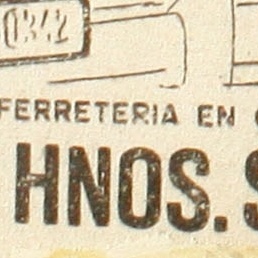 0342
FERRETERIA EN
HNOS. S